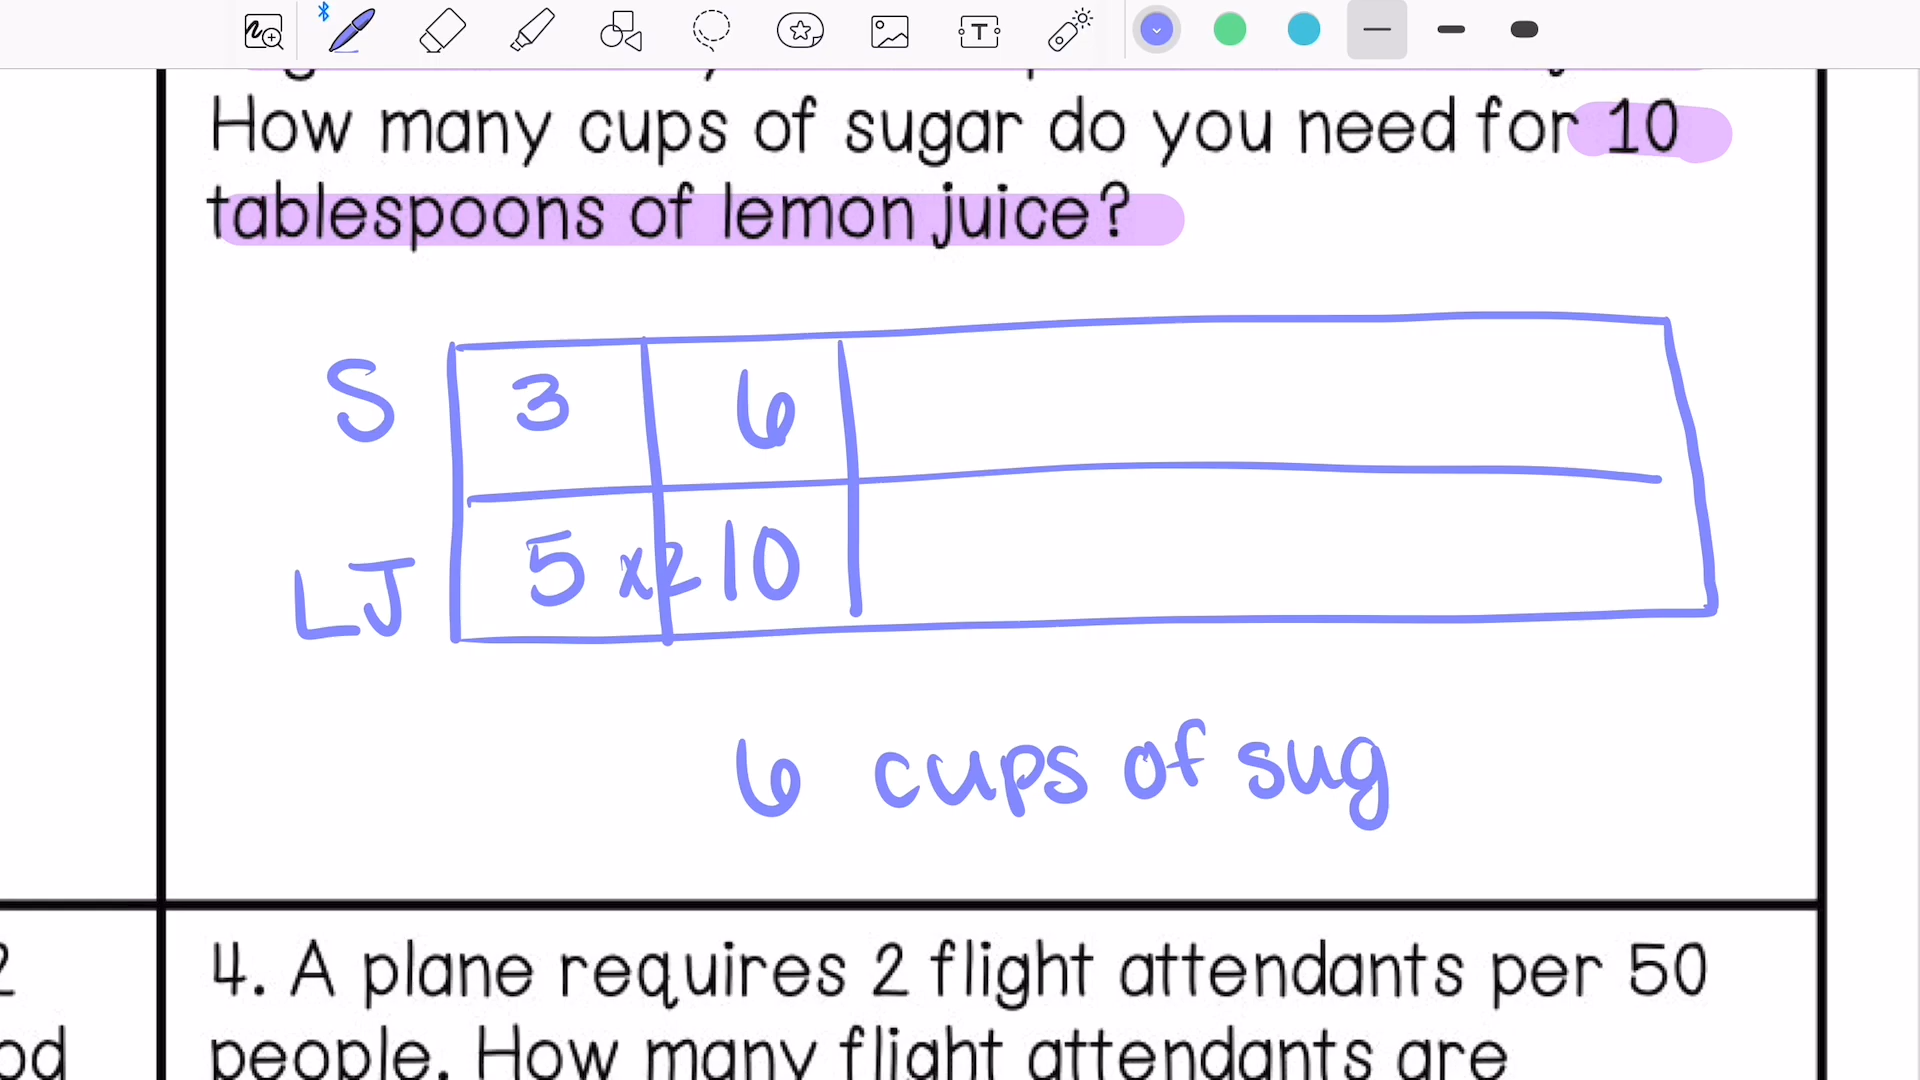 How many cups of sugar do you need for 10
tablespoons of lemon juice?
S 3 6
LJ 5 x2 10
6 cups of sug
4. A plane requires 2 flight attendants per 50
people. How many flight attendants are
2
od
T